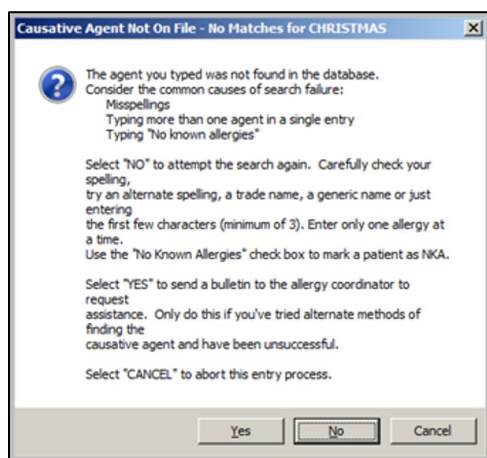 Causative Agent Not On File - No Matches for CHRISTMAS
The agent you typed was not found in the database.
Consider the common causes of search failure:
Misspellings
Typing more than one agent in a single entry
Typing "No known allergies"
Select "NO" to attempt the search again. Carefully check your
spelling,
try an alternate spelling, a trade name, a generic name or just
entering
the first few characters (minimum of 3). Enter only one allergy at
a time.
Use the "No Known Allergies" check box to mark a patient as NKA.
Select "YES" to send a bulletin to the allergy coordinator to
request
assistance. Only do this if you've tried alternate methods of
finding the
causative agent and have been unsuccessful.
Select "CANCEL" to abort this entry process.
Yes No Cancel